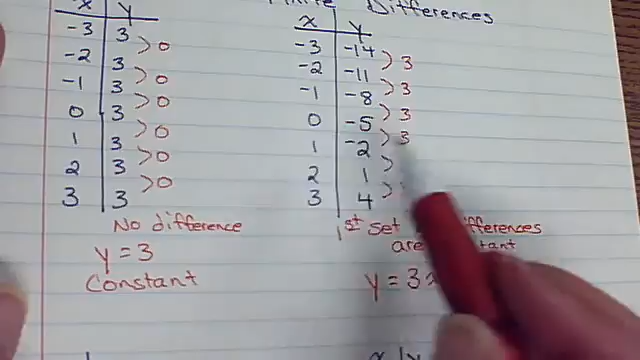 Finite Differences
x y
-3 3
>0
-2 3
>0
-1 3
>0
0 3
>0
1 3
>0
2 3
>0
3 3
No difference
y = 3
Constant
x y
-3 -14
>3
-2 -11
>3
-1 -8
>3
0 -5
>3
1 -2
>
2 1
>
3 4
1st Set differences
are
y = 3x
x y